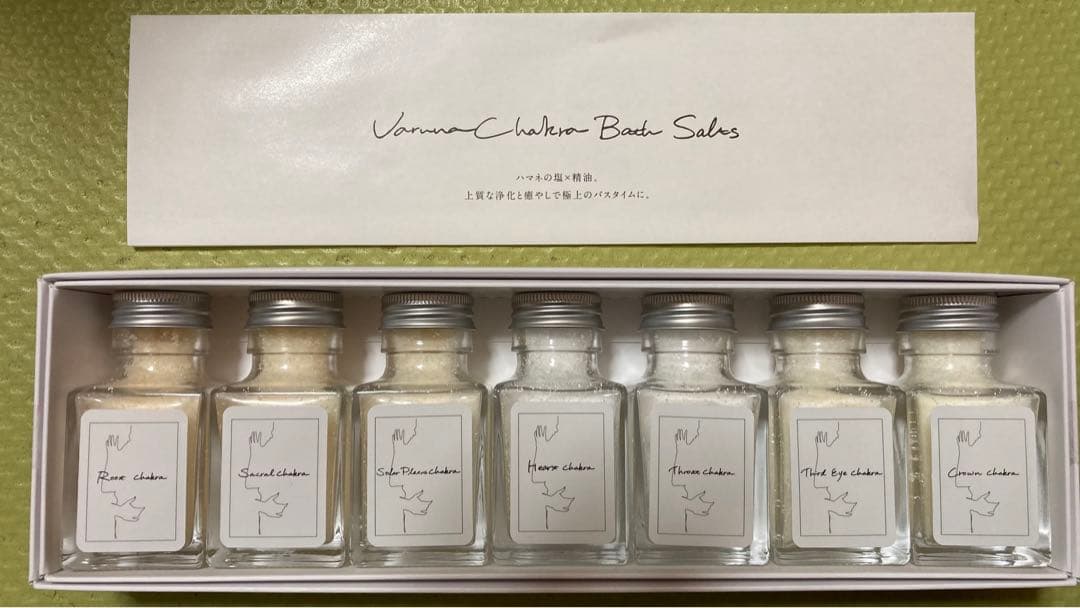 Varuna Chakra Bath Salts
ハマネの塩×精油。
上質な浄化と癒やしで極上のバスタイムに。
Root chakra
Sacral chakra
Solar Plexus chakra
Heart chakra
Throat chakra
Third Eye chakra
Crown chakra